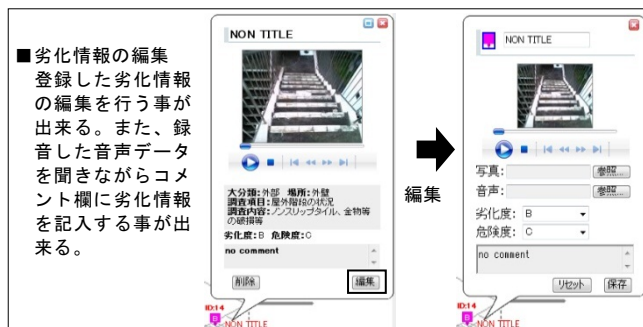 ■劣化情報の編集
登録した劣化情報
の編集を行う事が
出来る。また、録
音した音声データ
を聞きながらコメ
ント欄に劣化情報
を記入する事が出
来る。
NON TITLE
大分類:外部 場所:外壁
調査項目:屋外階段の状況
調査内容:ノンスリップタイル、金物等
の破損等
劣化度:B 危険度:C
no comment
削除
編集
ID:14
B
NON TITLE
編集
NON TITLE
写真:
参照...
音声:
参照...
劣化度: B
危険度: C
no comment
リセット
保存
ID:14
B
NON TITLE